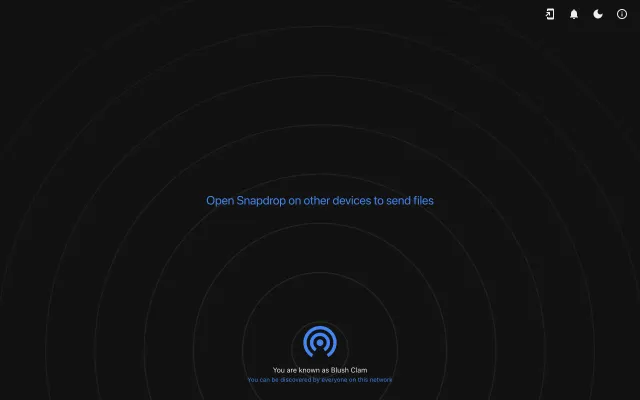 Open Snapdrop on other devices to send files
You are known as Blush Clam
You can be discovered by everyone on this network